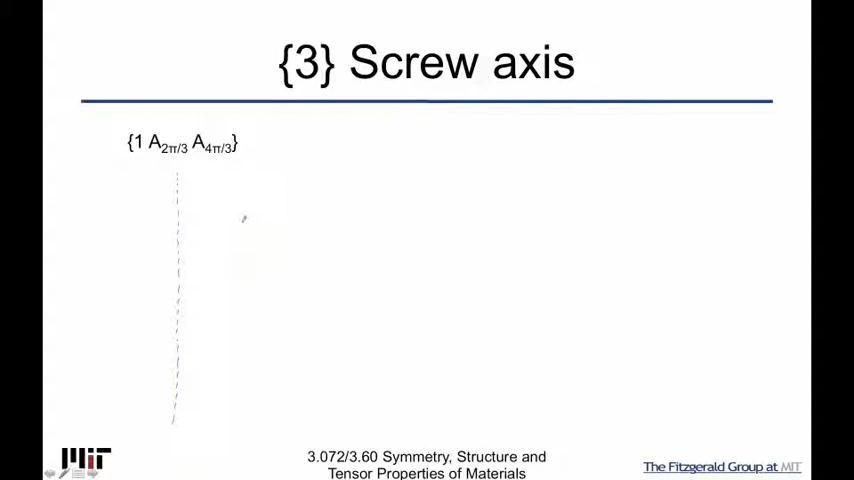 {3} Screw axis
{1 A2π/3 A4π/3}
MIT
3.072/3.60 Symmetry, Structure and
Tensor Properties of Materials
The Fitzgerald Group at MIT